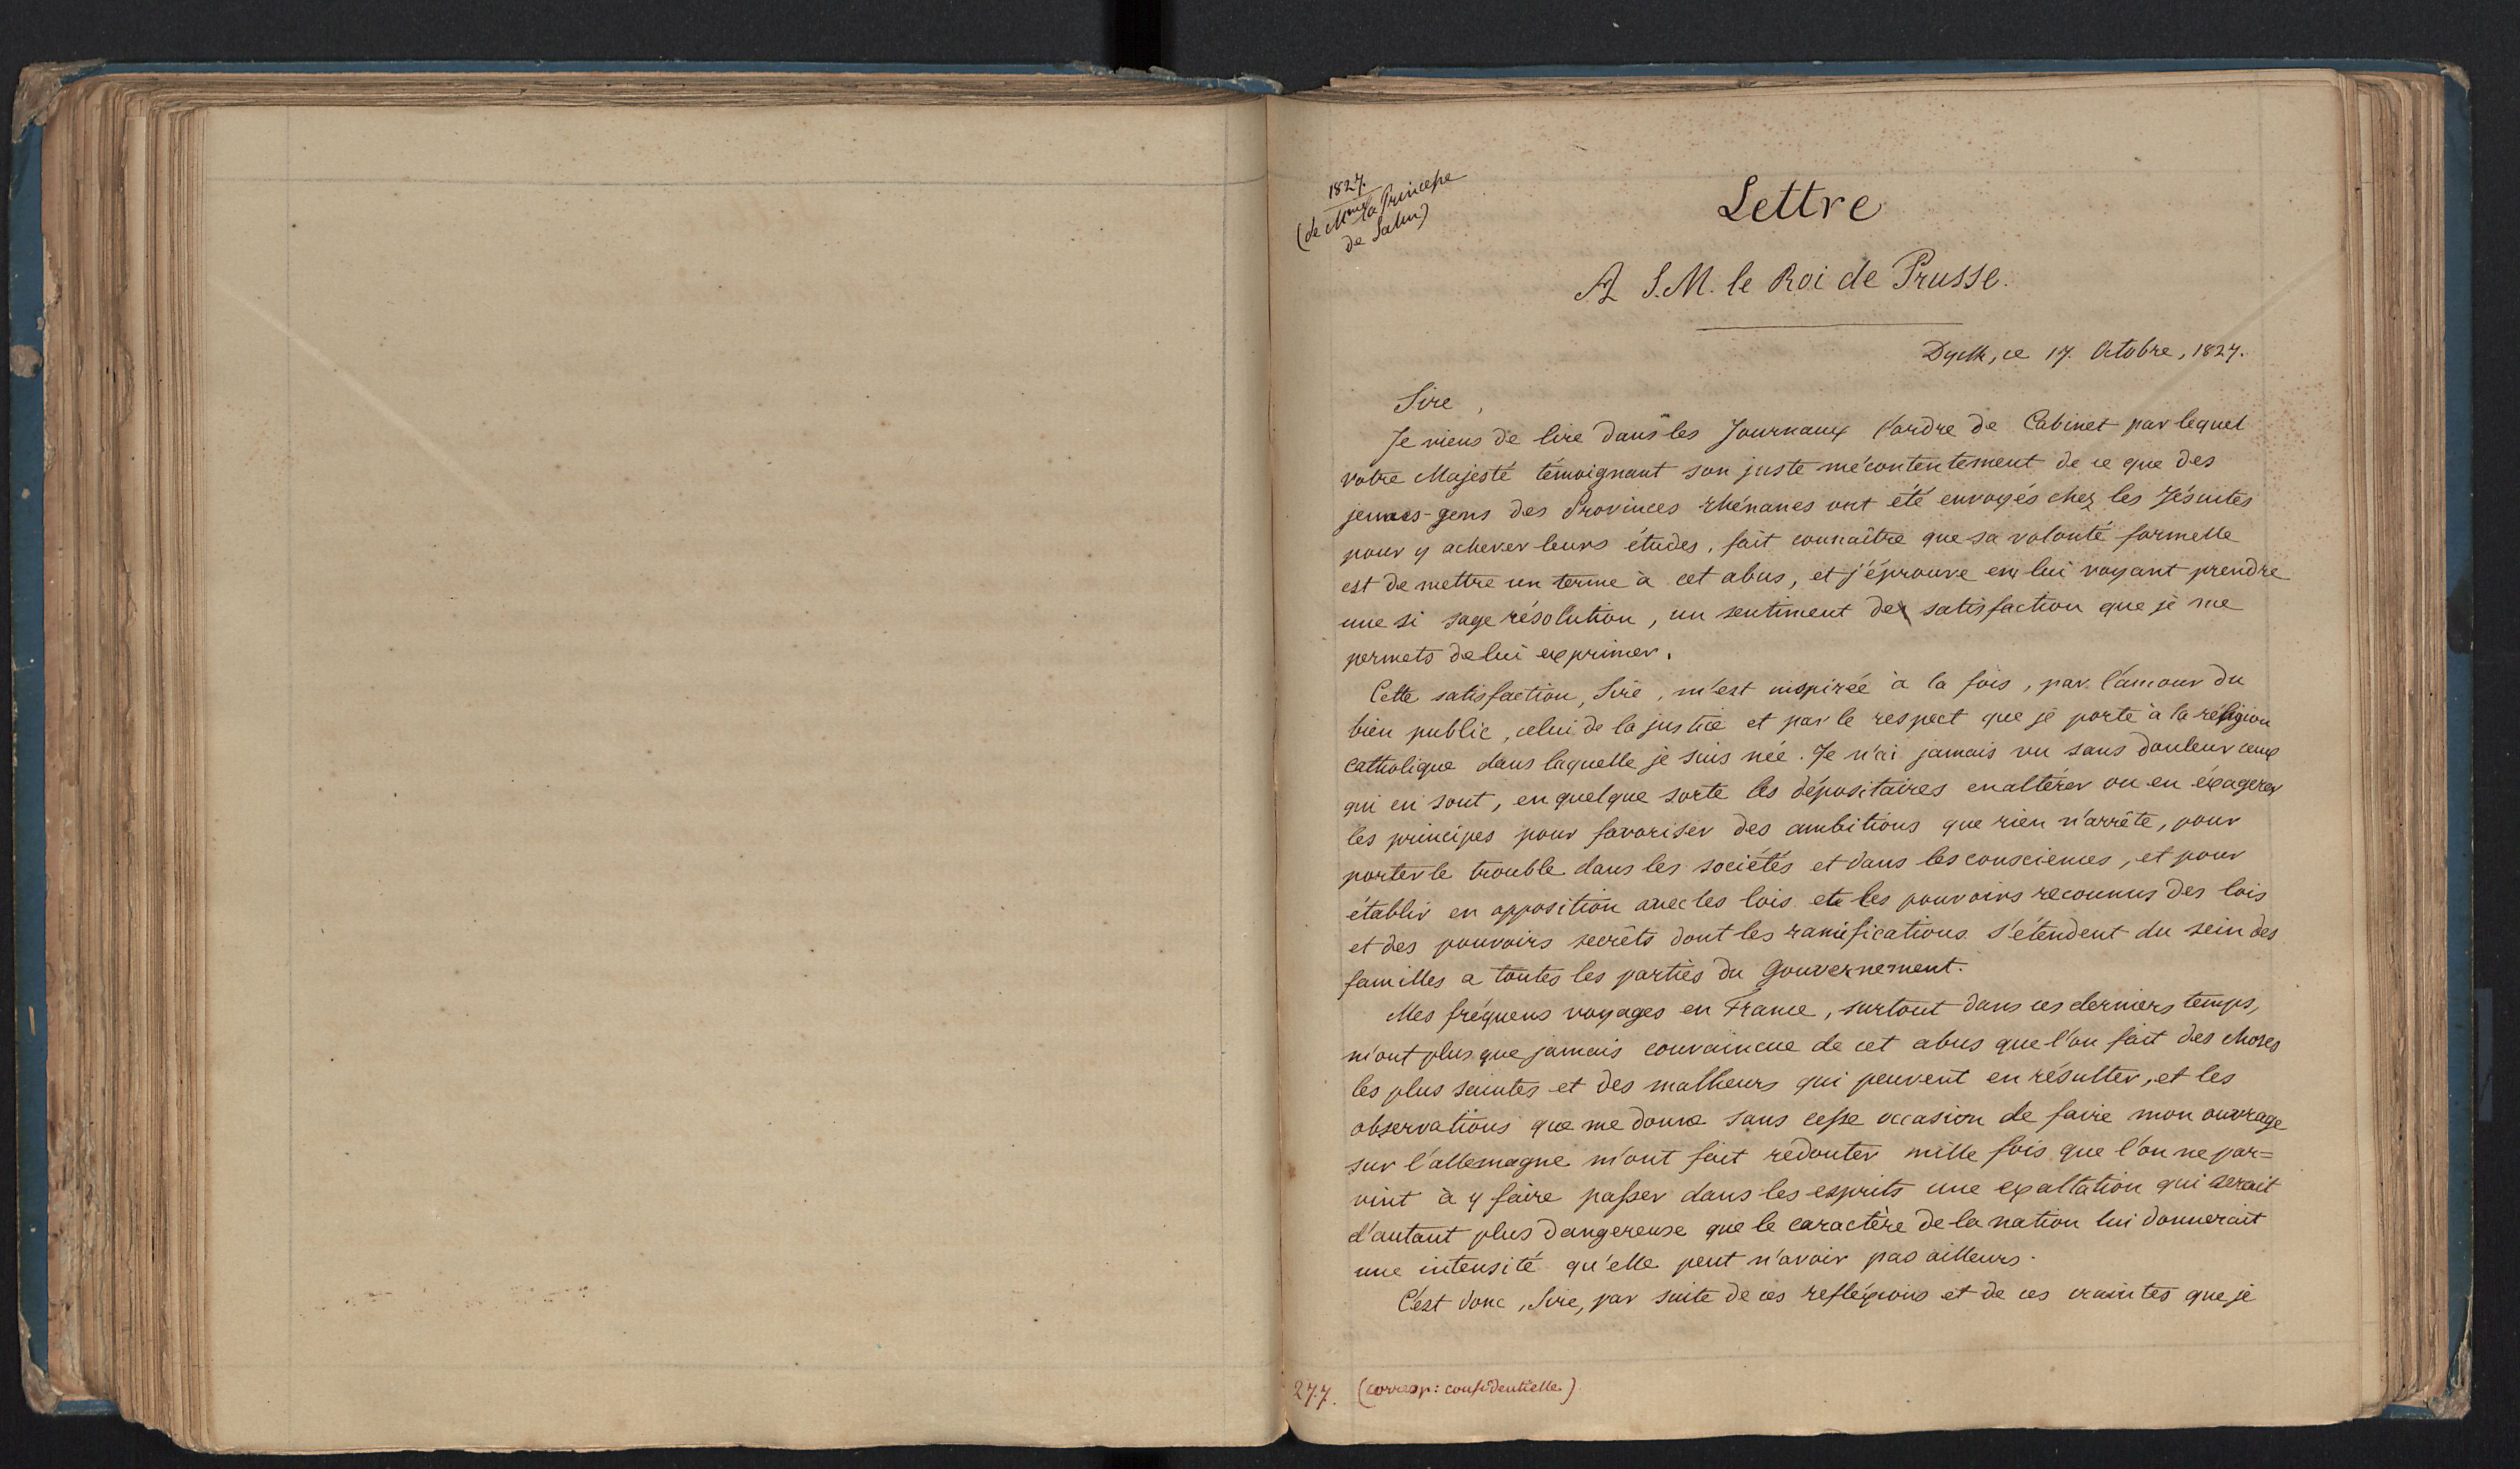 1827.
(de Mme la Princesse
de Salm)
Lettre
A S.M. le Roi de Prusse.
Dyck, ce 17. Octobre, 1827.
Sire,
Je viens de lire dans les Journaux l'ordre de Cabinet par lequel
votre Majesté témoignant son juste mécontentement de ce que des
jeunes-gens des Provinces rhénanes ont été envoyés chez les Jésuites
pour y achever leurs études, fait connaître que sa volonté formelle
est de mettre un terme à cet abus, et j'éprouve en lui voyant prendre
une si sage résolution, un sentiment de satisfaction que je me
permets de lui exprimer.
Cette satisfaction, Sire, m'est inspirée à la fois, par l'amour du
bien public, celui de la justice et par le respect que je porte à la réligion
catholique dans laquelle je suis née. Je n'ai jamais vu sans douleur ceux
qui en sont, en quelque sorte les dépositaires en altérer ou en éxagerer
les principes pour favoriser des ambitions que rien n'arrête, pour
porter le trouble dans les sociétés et dans les consciences, et pour
établir en opposition avec les lois et les pouvoirs reconnus des lois
et des pouvoirs secrêts dont les ramifications s'étendent du sein des
familles a toutes les parties du Gouvernement.
Mes fréquens voyages en France, surtout dans ces derniers temps,
m'ont plus que jamais convaincue de cet abus que l'on fait des choses
les plus saintes et des malheurs qui peuvent en résulter, et les
observations que me donne sans cesse occasion de faire mon ouvrage
sur l'allemagne m'ont fait redouter mille fois que l'on ne par=
vint à y faire passer dans les esprits une exaltation qui serait
d'autant plus dangereuse que le caractère de la nation lui donnerait
une intensité qu'elle peut n'avoir pas ailleurs.
C'est donc, Sire, par suite de ces refléxions et de ces craintes que je
277. (corresp: confidentielle)